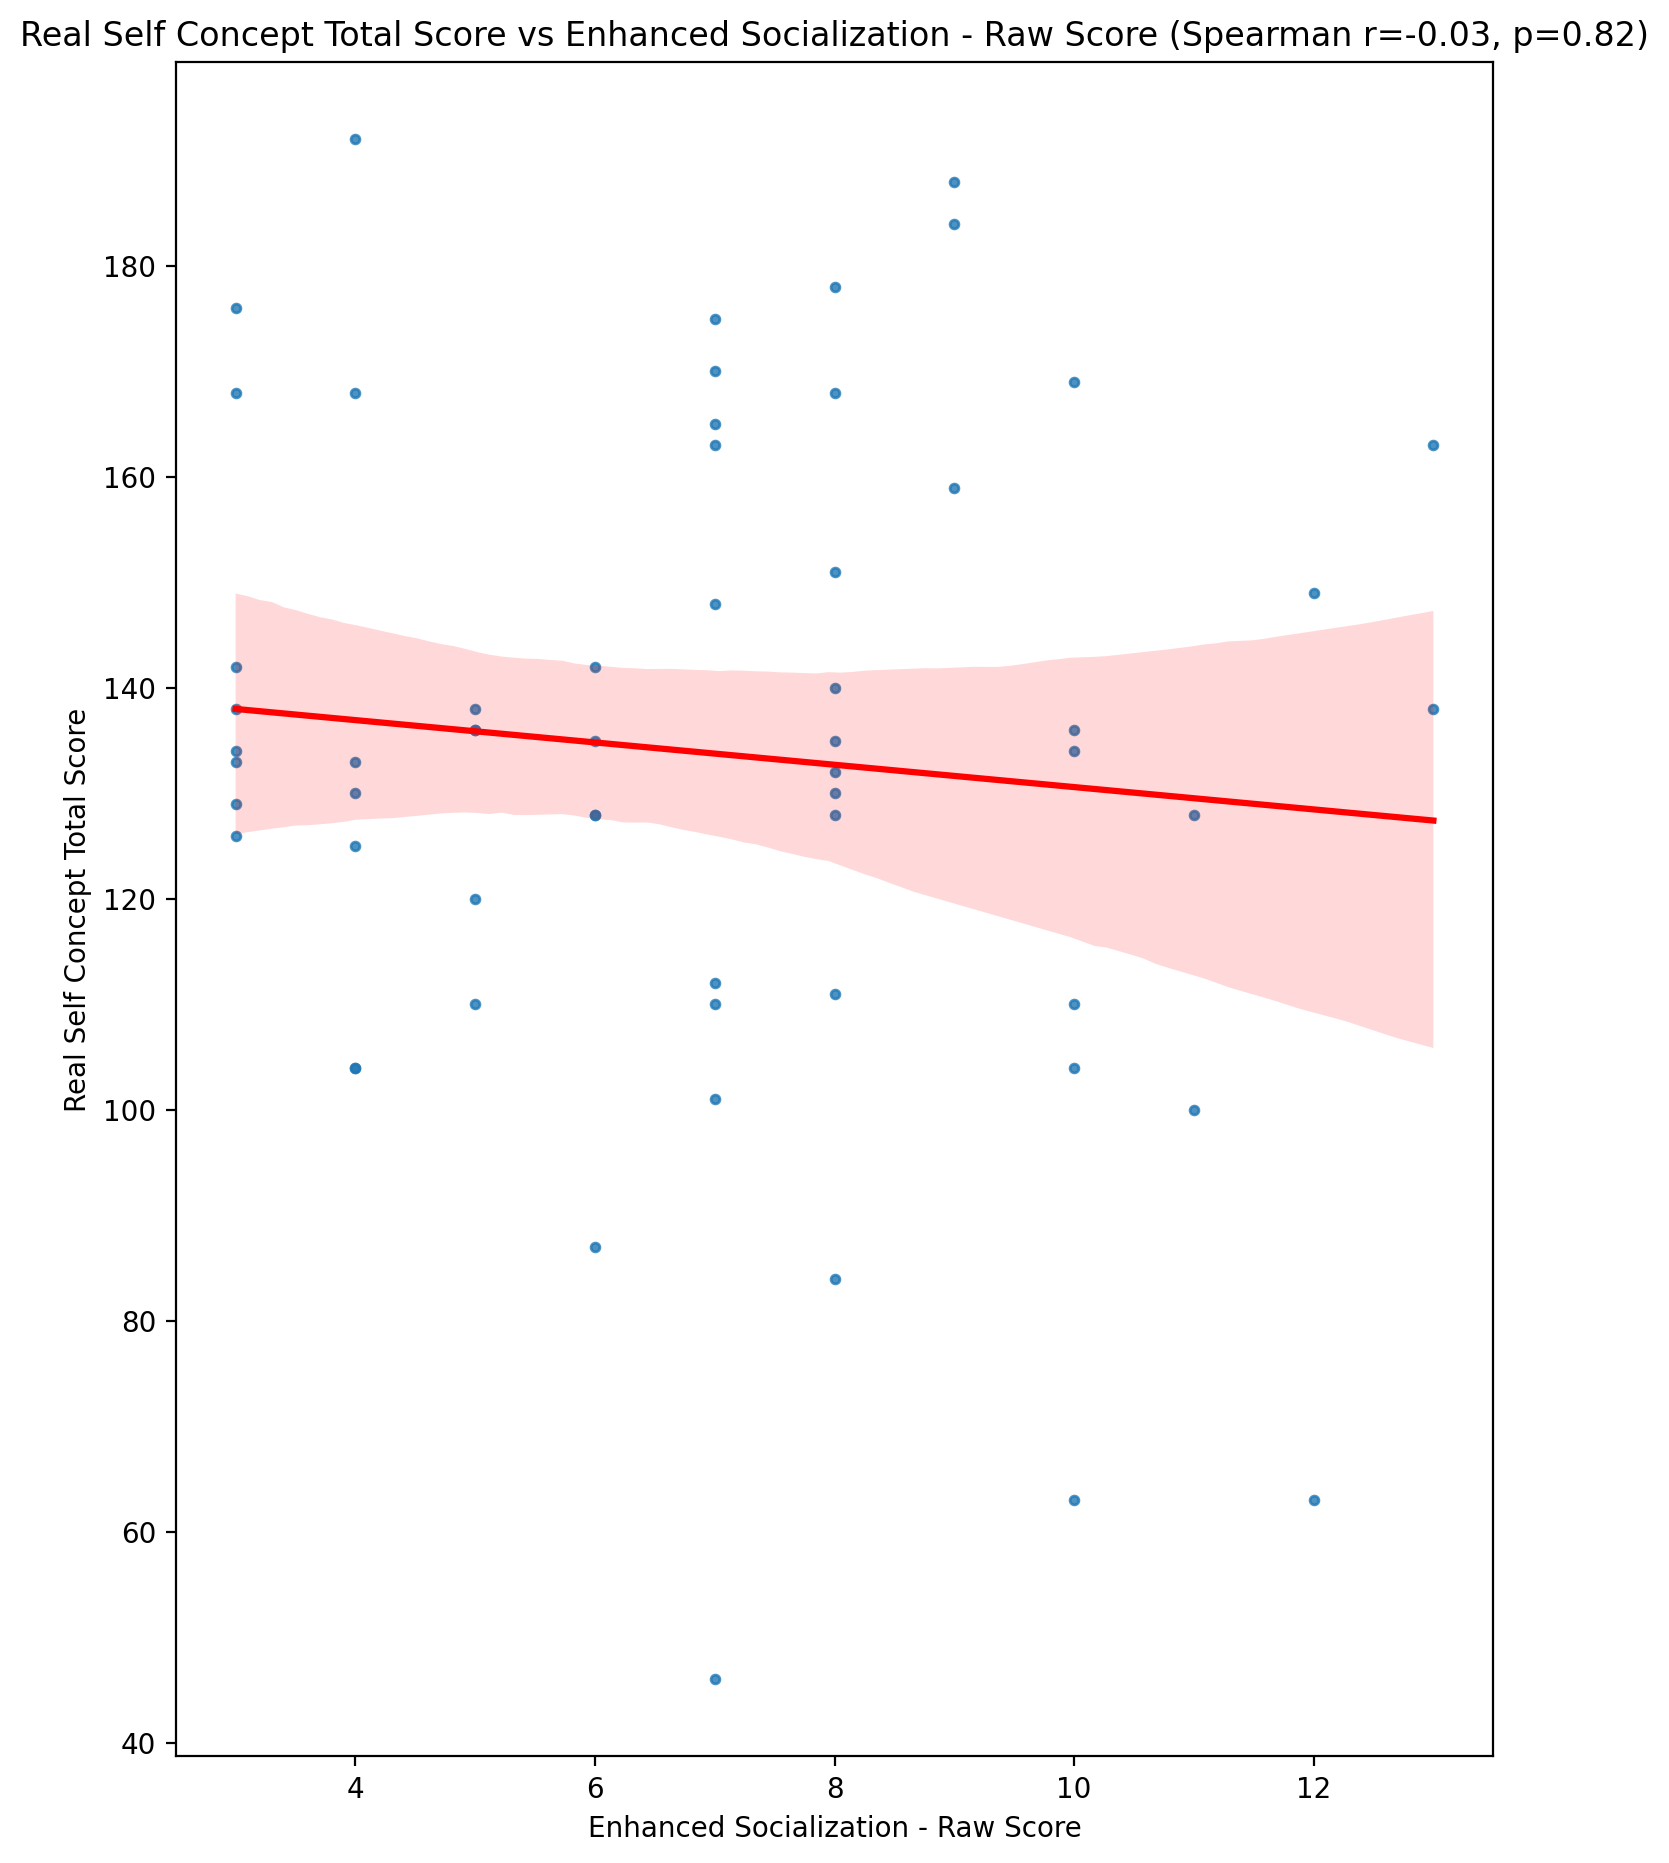 Real Self Concept Total Score vs Enhanced Socialization - Raw Score (Spearman r=-0.03, p=0.82)
180
160
140
120
100
80
60
40
Real Self Concept Total Score
4 6 8 10 12
Enhanced Socialization - Raw Score